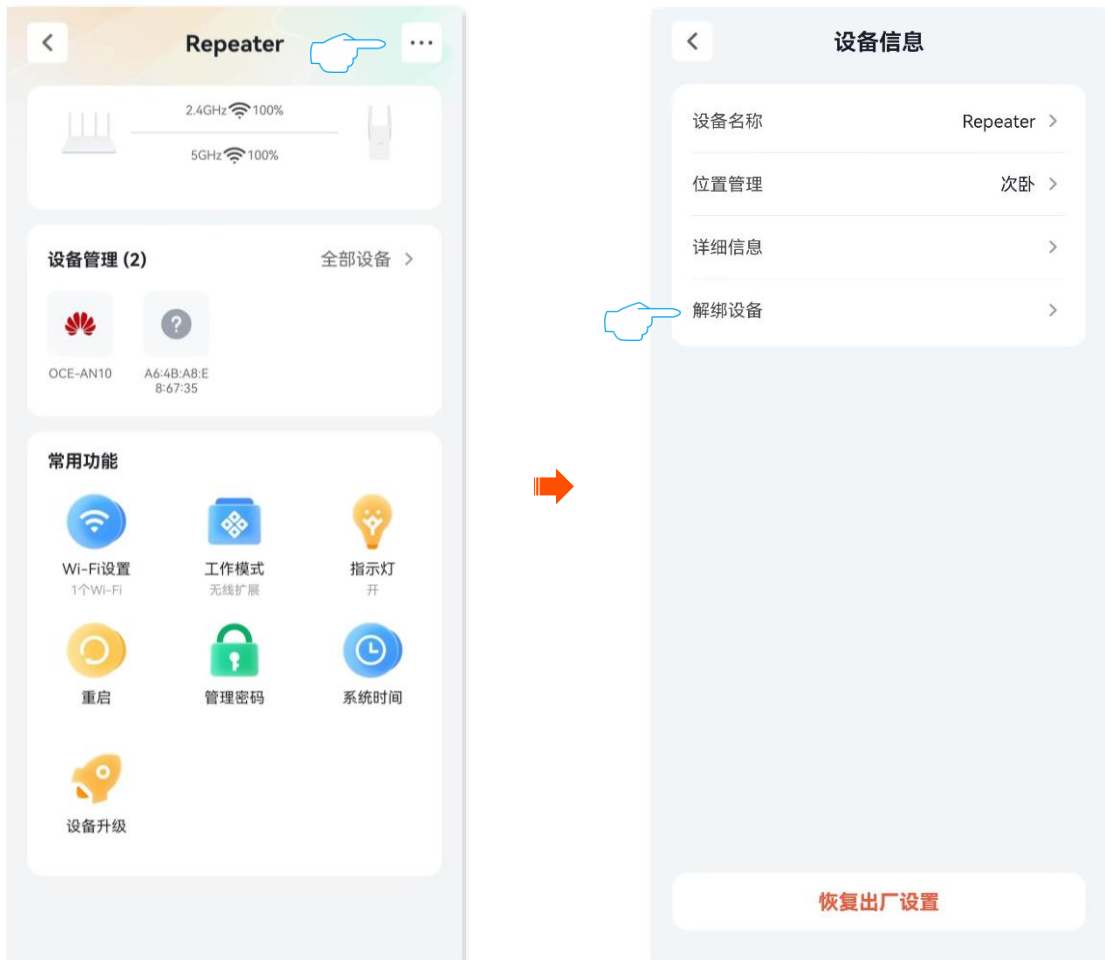 Repeater
···
2.4GHz 100%
5GHz 100%
设备管理 (2)
全部设备
OCE-AN10
A6:4B:A8:E
8:67:35
常用功能
Wi-Fi设置
工作模式
指示灯
1个Wi-Fi
无线扩展
开
重启
管理密码
系统时间
设备升级
设备信息
设备名称
Repeater
位置管理
次卧
详细信息
解绑设备
恢复出厂设置